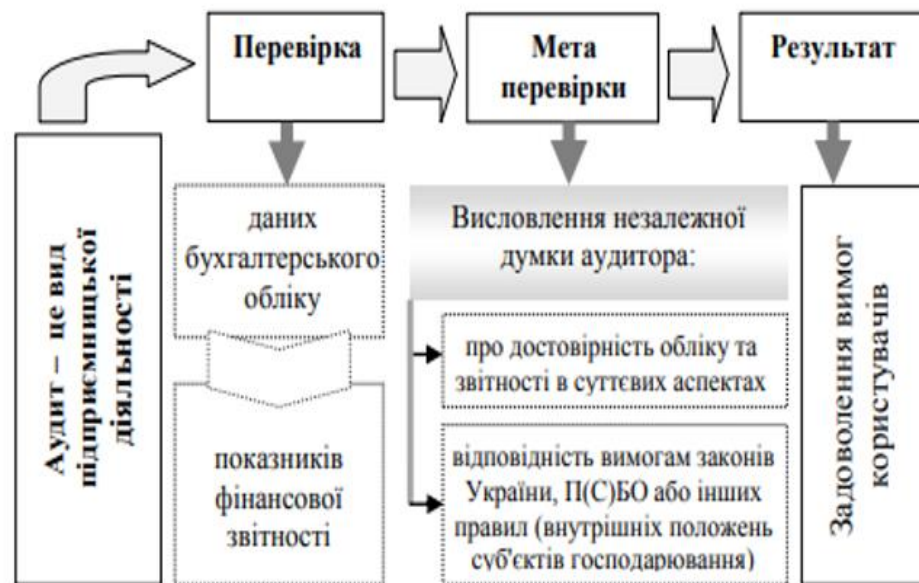 Перевірка
Мета
перевірки
Результат
Аудит – це вид
підприємницької
діяльності
даних
бухгалтерського
обліку
показників
фінансової
звітності
Висловлення незалежної
думки аудитора:
про достовірність обліку та
звітності в суттєвих аспектах
відповідність вимогам законів
України, П(С)БО або інших
правил (внутрішніх положень
суб'єктів господарювання)
Задоволення вимог
користувачів